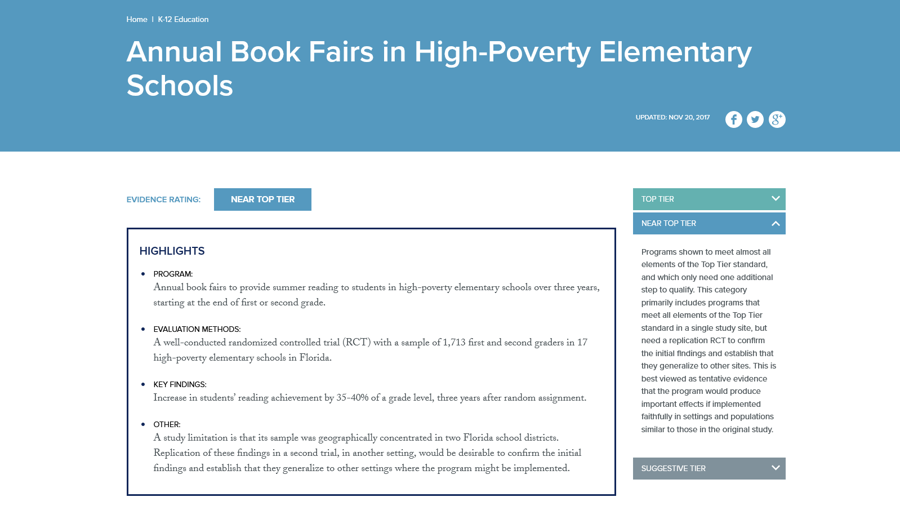 Home | K-12 Education
Annual Book Fairs in High-Poverty Elementary
Schools
UPDATED: NOV 20, 2017
EVIDENCE RATING:
NEAR TOP TIER
HIGHLIGHTS
• PROGRAM:
Annual book fairs to provide summer reading to students in high-poverty elementary schools over three years,
starting at the end of first or second grade.
• EVALUATION METHODS:
A well-conducted randomized controlled trial (RCT) with a sample of 1,713 first and second graders in 17
high-poverty elementary schools in Florida.
• KEY FINDINGS:
Increase in students' reading achievement by 35-40% of a grade level, three years after random assignment.
• OTHER:
A study limitation is that its sample was geographically concentrated in two Florida school districts.
Replication of these findings in a second trial, in another setting, would be desirable to confirm the initial
findings and establish that they generalize to other settings where the program might be implemented.
TOP TIER
NEAR TOP TIER
Programs shown to meet almost all
elements of the Top Tier standard,
and which only need one additional
step to qualify. This category
primarily includes programs that
meet all elements of the Top Tier
standard in a single study site, but
need a replication RCT to confirm
the initial findings and establish that
they generalize to other sites. This is
best viewed as tentative evidence
that the program would produce
important effects if implemented
faithfully in settings and populations
similar to those in the original study.
SUGGESTIVE TIER